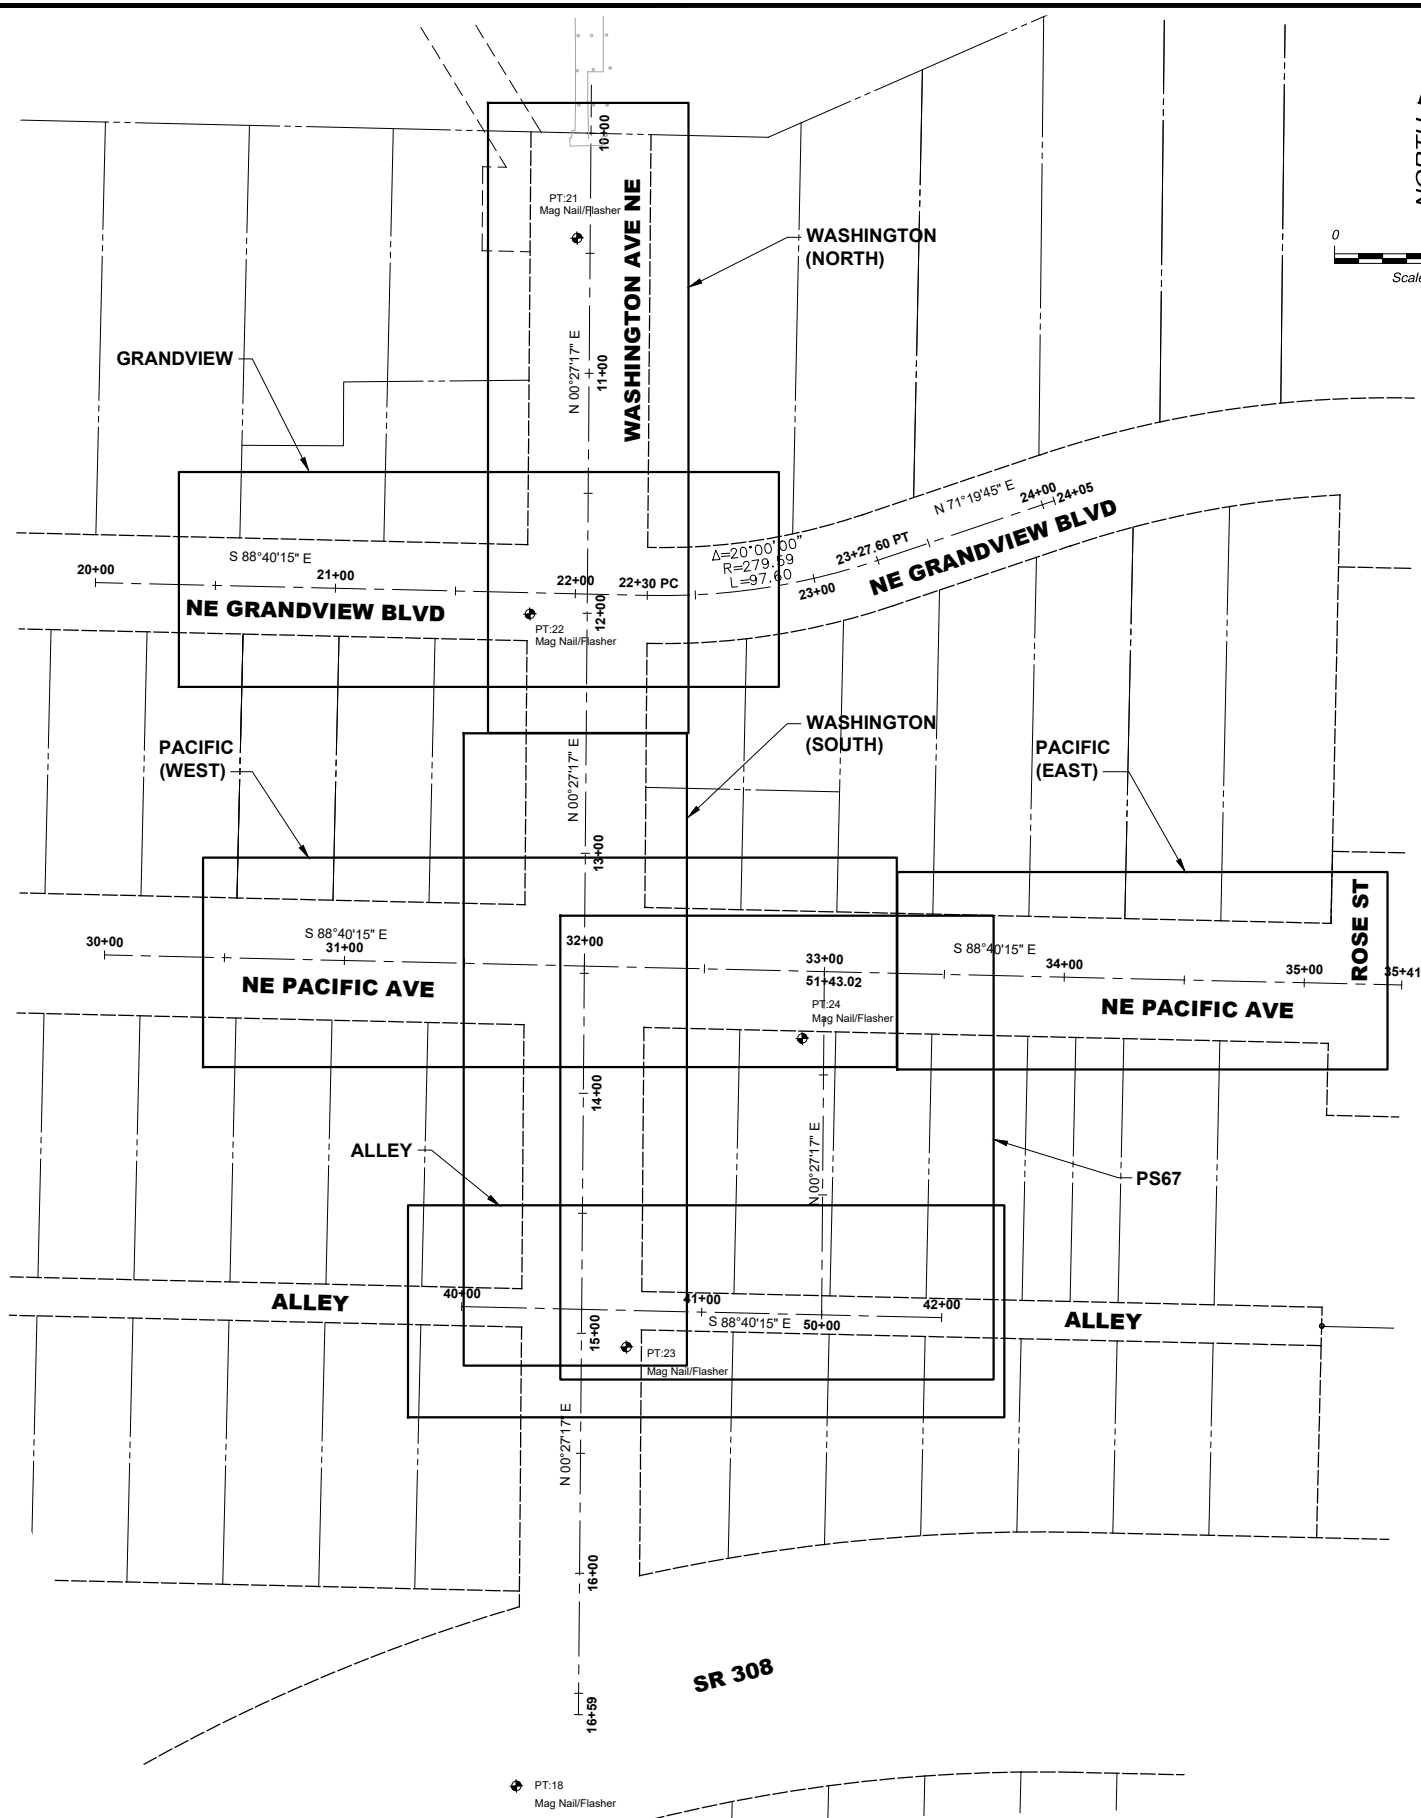 10+00
PT:21
Mag Nail/Flasher
WASHINGTON AVE NE
WASHINGTON
(NORTH)
0
N 00°27'17" E
11+00
GRANDVIEW
N 71°19'45" E
24+00
24+05
S 88°40'15" E
20+00
21+00
22+00
22+30 PC
Δ=20°00'00"
R=279.59
L=97.60
23+27.60 PT
23+00
NE GRANDVIEW BLVD
NE GRANDVIEW BLVD
12+00
PT:22
Mag Nail/Flasher
WASHINGTON
(SOUTH)
PACIFIC
(WEST)
PACIFIC
(EAST)
N 00°27'17" E
13+00
ROSE ST
30+00
S 88°40'15" E
31+00
32+00
33+00
51+43.02
S 88°40'15" E
34+00
35+00
35+41
NE PACIFIC AVE
NE PACIFIC AVE
PT:24
Mag Nail/Flasher
14+00
ALLEY
N 00°27'17" E
PS67
40+00
41+00
42+00
ALLEY
S 88°40'15" E
50+00
ALLEY
15+00
PT:23
Mag Nail/Flasher
N 00°27'17" E
16+00
SR 308
16+59
PT:18
Mag Nail/Flasher